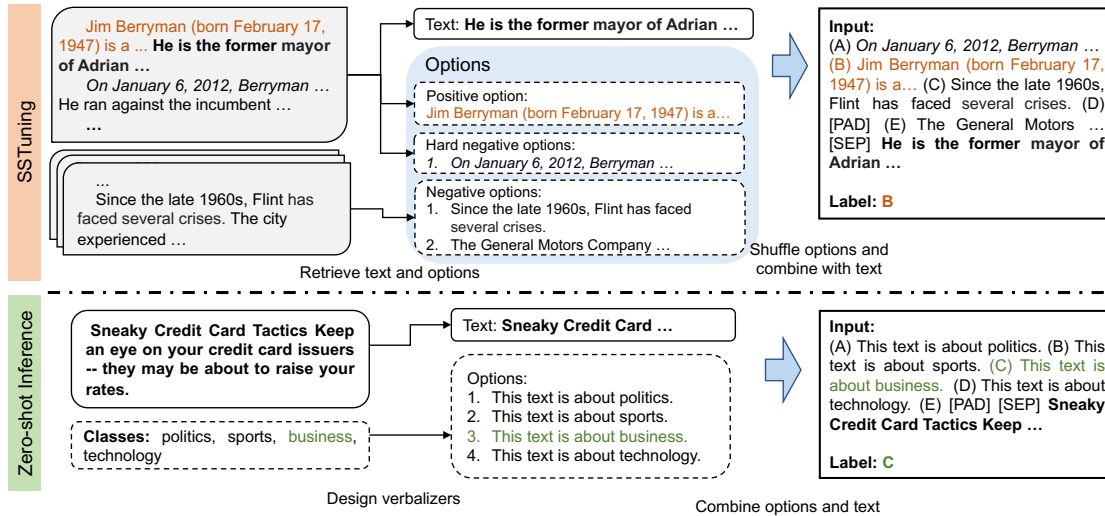 SSTuning
Jim Berryman (born February 17,
1947) is a ... He is the former mayor
of Adrian ...
On January 6, 2012, Berryman ...
He ran against the incumbent ...
...
...
Since the late 1960s, Flint has
faced several crises. The city
experienced ...
Retrieve text and options
Text: He is the former mayor of Adrian ...
Options
Positive option:
Jim Berryman (born February 17, 1947) is a...
Hard negative options:
1. On January 6, 2012, Berryman ...
Negative options:
1. Since the late 1960s, Flint has faced
several crises.
2. The General Motors Company ...
Shuffle options and
combine with text
Input:
(A) On January 6, 2012, Berryman ...
(B) Jim Berryman (born February 17,
1947) is a... (C) Since the late 1960s,
Flint has faced several crises. (D)
[PAD] (E) The General Motors ...
[SEP] He is the former mayor of
Adrian ...
Label: B
Zero-shot Inference
Sneaky Credit Card Tactics Keep
an eye on your credit card issuers
-- they may be about to raise your
rates.
Classes: politics, sports, business,
technology
Design verbalizers
Text: Sneaky Credit Card ...
Options:
1. This text is about politics.
2. This text is about sports.
3. This text is about business.
4. This text is about technology.
Combine options and text
Input:
(A) This text is about politics. (B) This
text is about sports. (C) This text is
about business. (D) This text is about
technology. (E) [PAD] [SEP] Sneaky
Credit Card Tactics Keep ...
Label: C